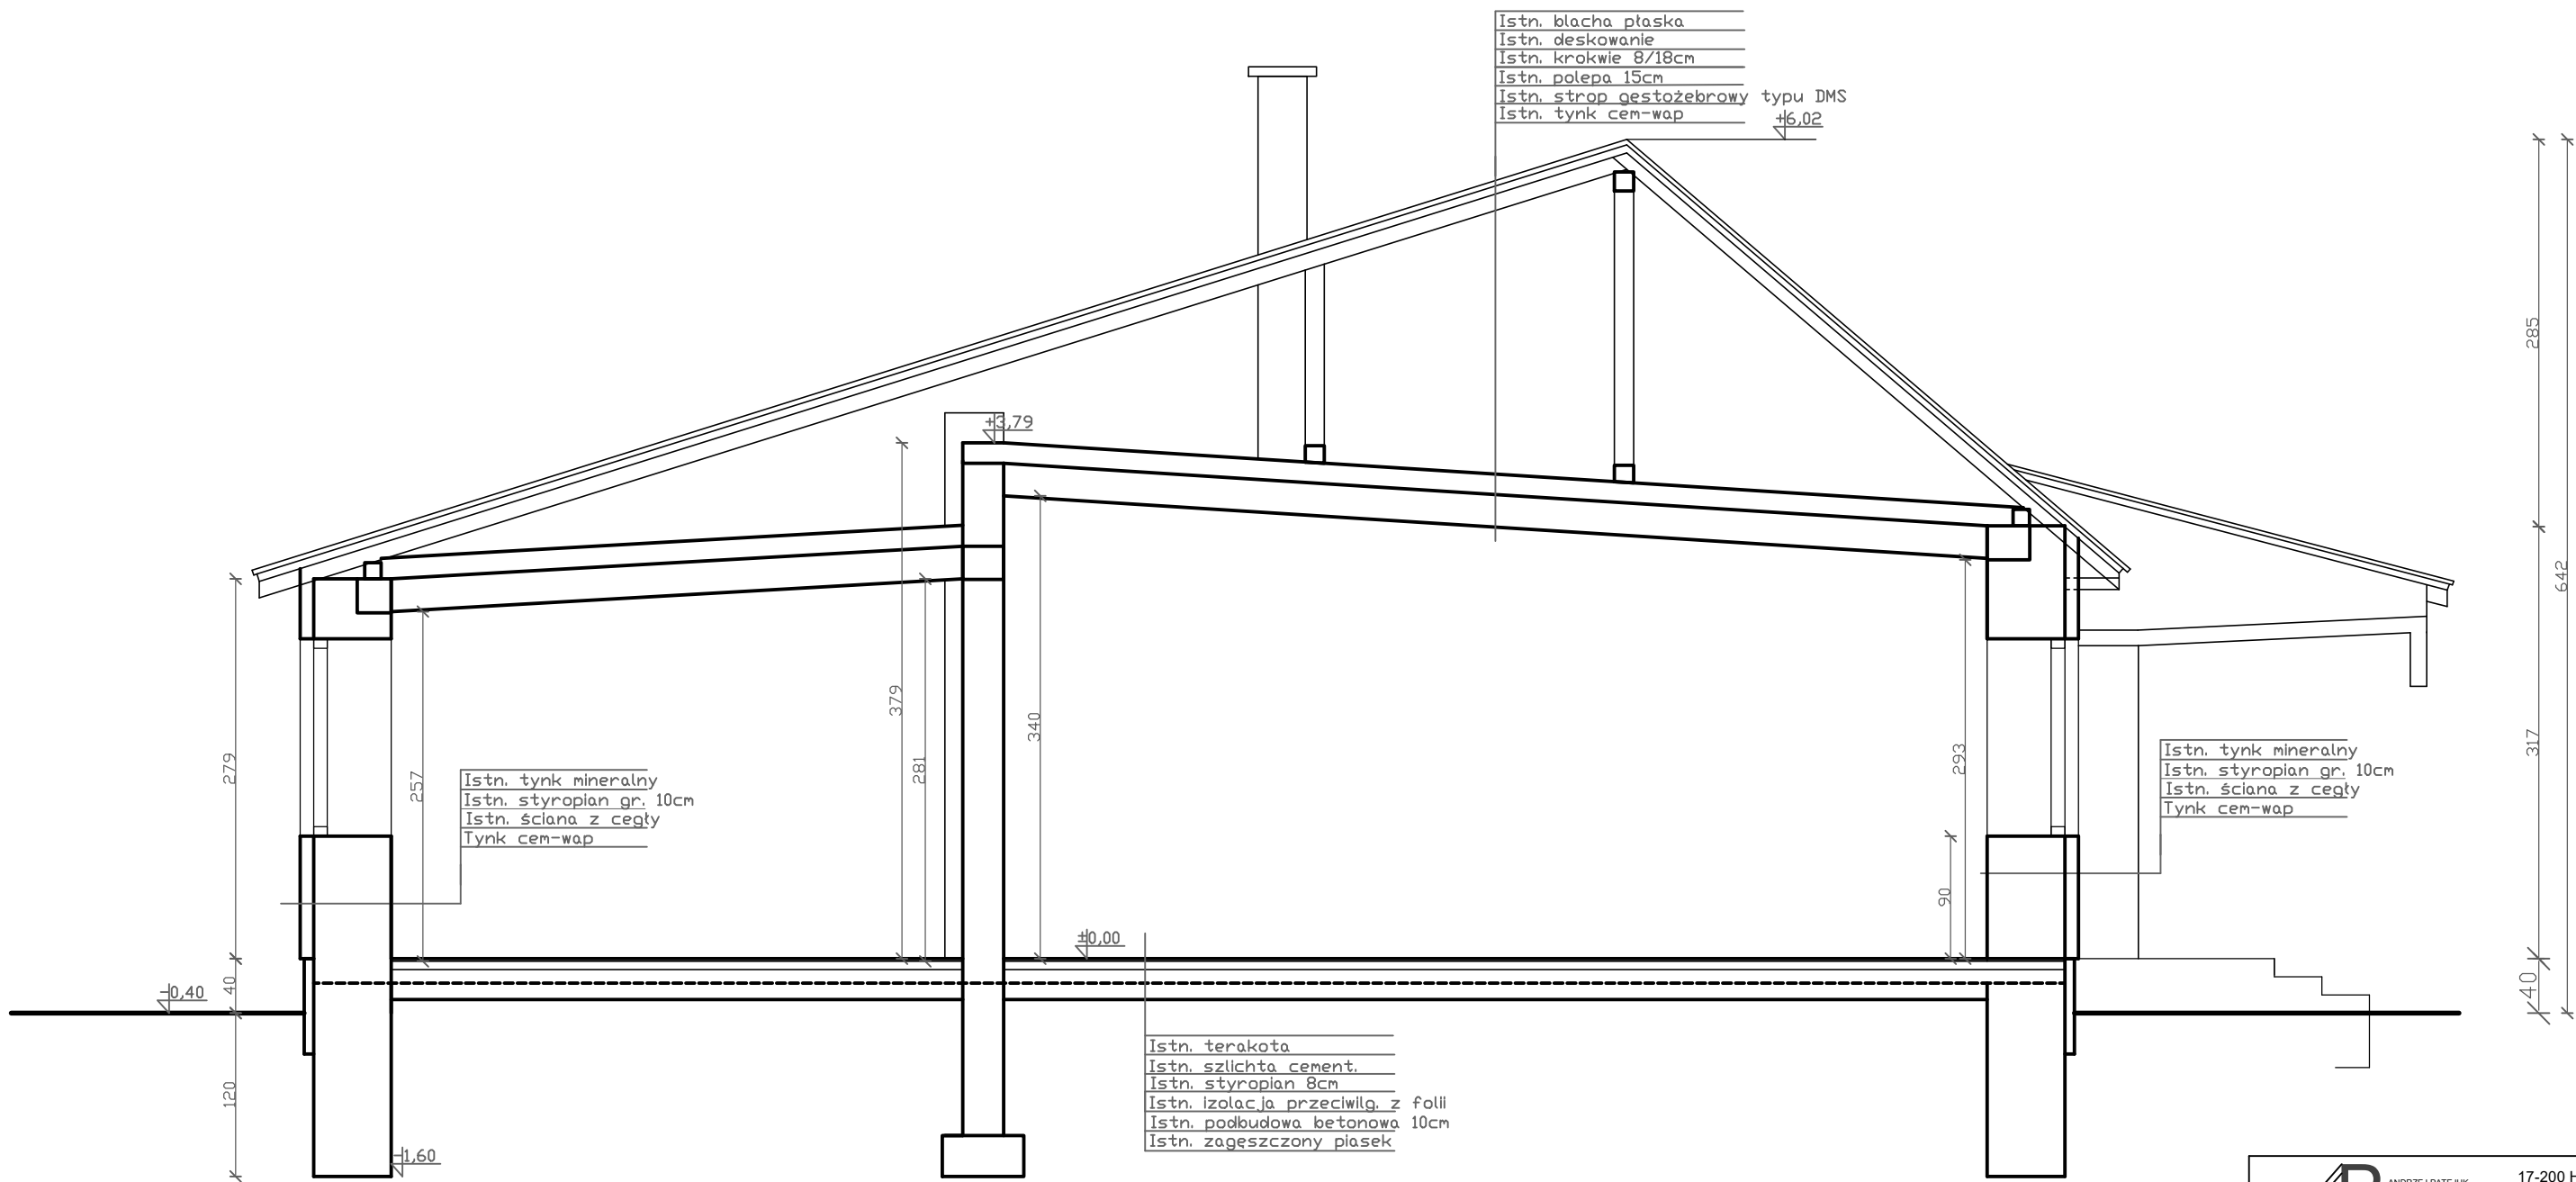 Istn. blacha płaska
Istn. deskowanie
Istn. krokwie 8/18cm
Istn. polepa 15cm
Istn. strop gęstożebrowy typu DMS
Istn. tynk cem-wap
+6,02
285
642
+3,79
379
340
281
257
279
293
317
90
Istn. tynk mineralny
Istn. styropian gr. 10cm
Istn. ściana z cegły
Tynk cem-wap
Istn. tynk mineralny
Istn. styropian gr. 10cm
Istn. ściana z cegły
Tynk cem-wap
±0,00
-0,40
40
40
120
-1,60
Istn. terakota
Istn. szlichta cement.
Istn. styropian 8cm
Istn. izolacja przeciwilg. z folii
Istn. podbudowa betonowa 10cm
Istn. zagęszczony piasek
17-200 H